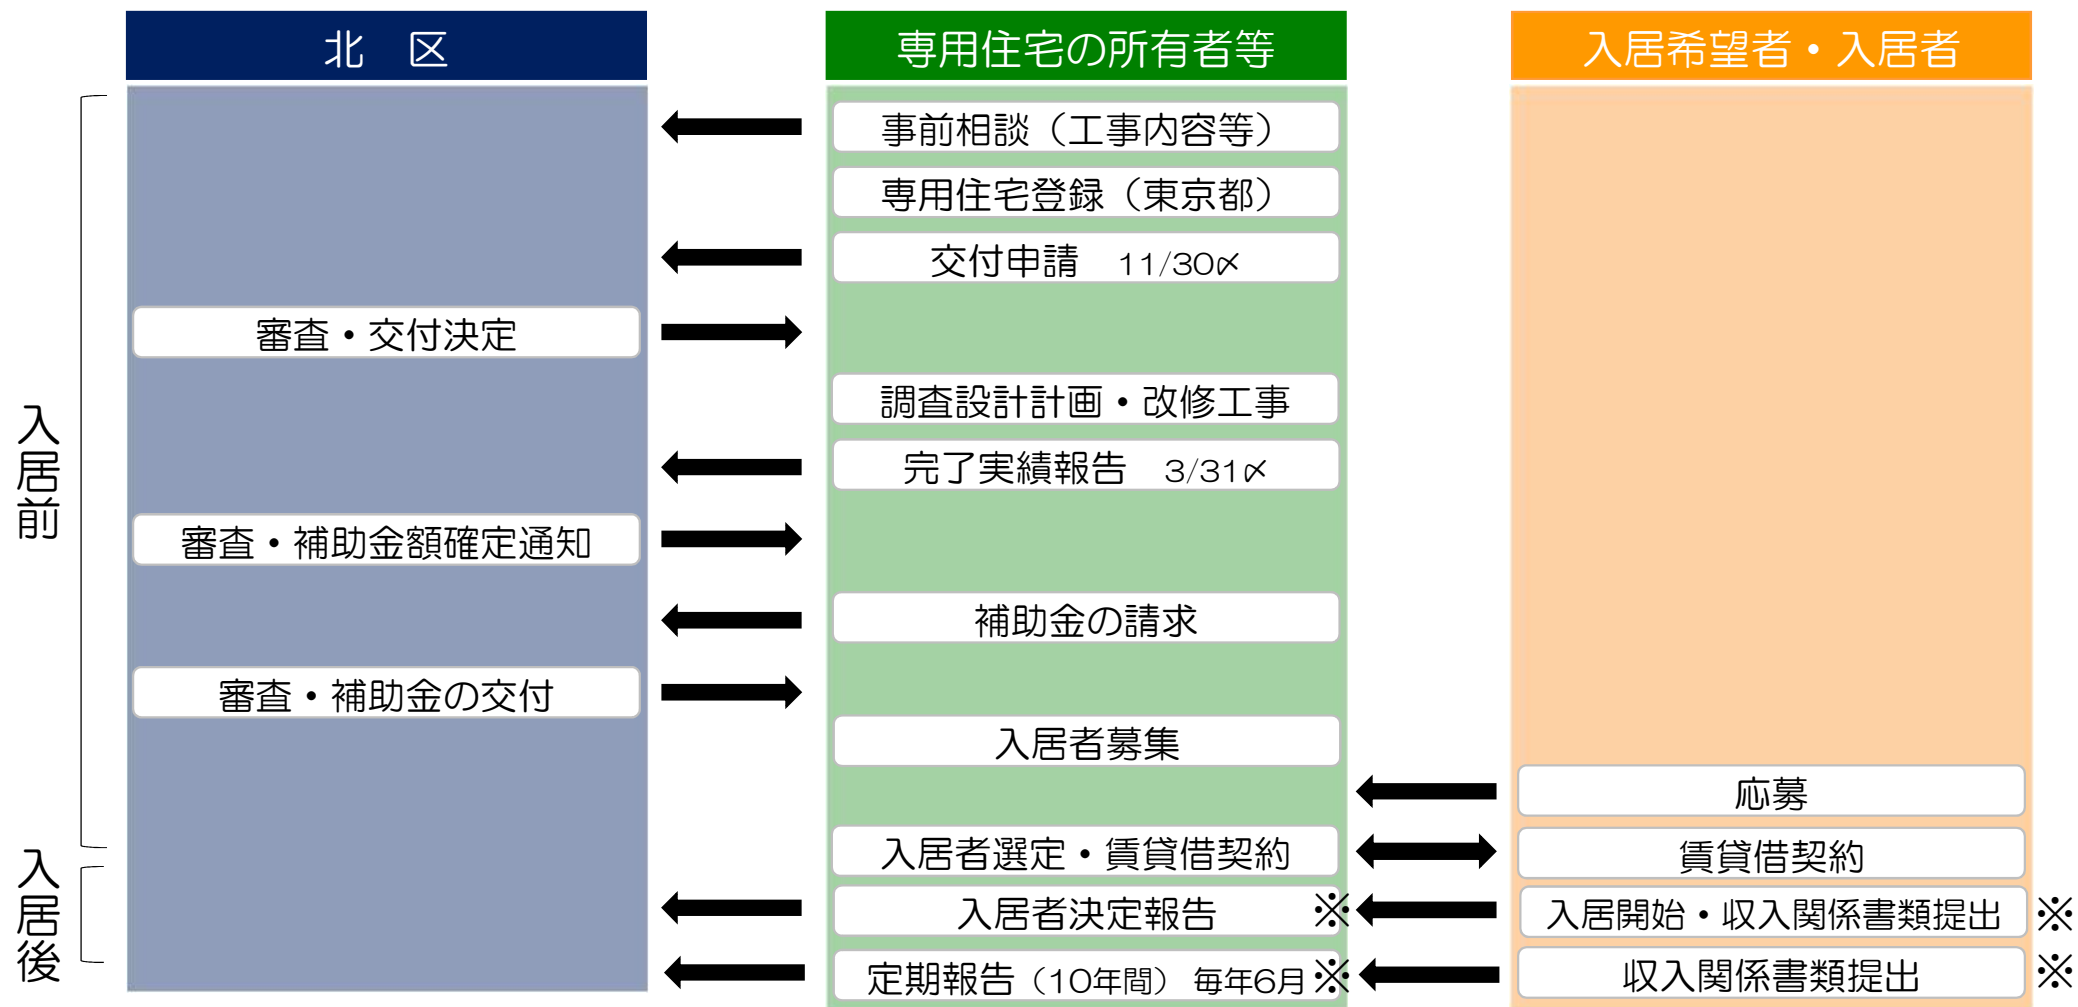 北　区
専用住宅の所有者等
入居希望者・入居者
事前相談（工事内容等）
専用住宅登録（東京都）
交付申請　11/30〆
審査・交付決定
調査設計計画・改修工事
完了実績報告　3/31〆
審査・補助金額確定通知
補助金の請求
審査・補助金の交付
入居者募集
応募
入居者選定・賃貸借契約
賃貸借契約
入居者決定報告　※
入居開始・収入関係書類提出　※
定期報告（10年間）　毎年6月※
収入関係書類提出　※
入居前
入居後